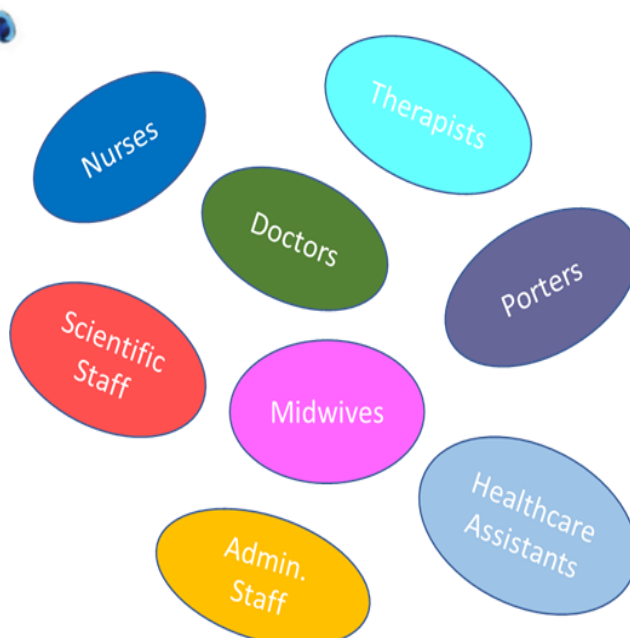 Therapists
Nurses
Doctors
Porters
Scientific
Staff
Midwives
Healthcare
Assistants
Admin.
Staff